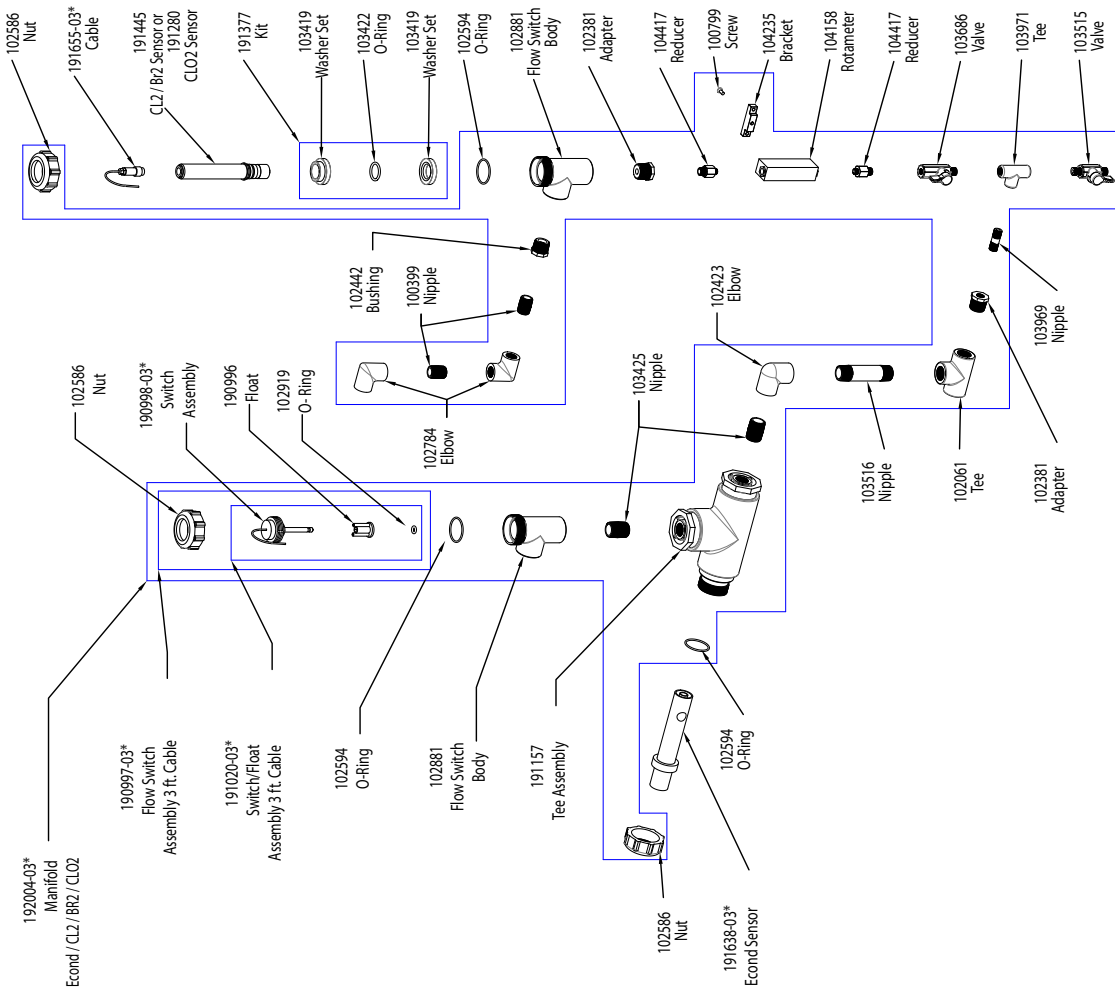 102586
Nut
191655-03*
Cable
191445
CL2 / Br2 Sensor or
191280
CLO2 Sensor
191377
Kit
103419
Washer Set
103422
O-Ring
103419
Washer Set
102594
O-Ring
102881
Flow Switch
Body
102381
Adapter
104417
Reducer
100799
Screw
104235
Bracket
104158
Rotameter
104417
Reducer
103686
Valve
103971
Tee
103515
Valve
102442
Bushing
100399
Nipple
102784
Elbow
102423
Elbow
103969
Nipple
102381
Adapter
102061
Tee
103516
Nipple
103425
Nipple
102586
Nut
190998-03*
Switch
Assembly
190996
Float
102919
O- Ring
192004-03*
Manifold
Econd / CL2 / BR2 / CLO2
190997-03*
Flow Switch
Assembly 3 ft. Cable
191020-03*
Switch/Float
Assembly 3 ft. Cable
102594
O-Ring
102881
Flow Switch
Body
191157
Tee Assembly
102594
O-Ring
102586
Nut
191638-03*
Econd Sensor